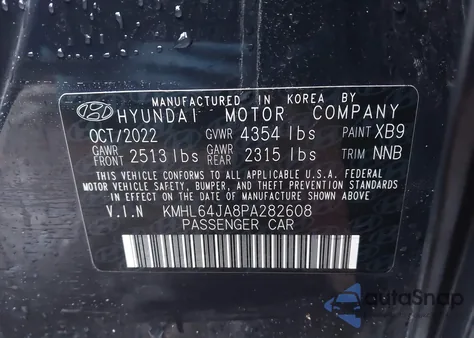 MANUFACTURED IN KOREA BY
HYUNDAI MOTOR COMPANY
OCT/2022 GVWR 4354 lbs PAINT XB9
GAWR FRONT 2513 lbs GAWR REAR 2315 lbs TRIM NNB
THIS VEHICLE CONFORMS TO ALL APPLICABLE U.S.A. FEDERAL
MOTOR VEHICLE SAFETY, BUMPER, AND THEFT PREVENTION STANDARDS
IN EFFECT ON THE DATE OF MANUFACTURE SHOWN ABOVE
V.I.N KMHL64JA8PA282608
PASSENGER CAR
autoSnap